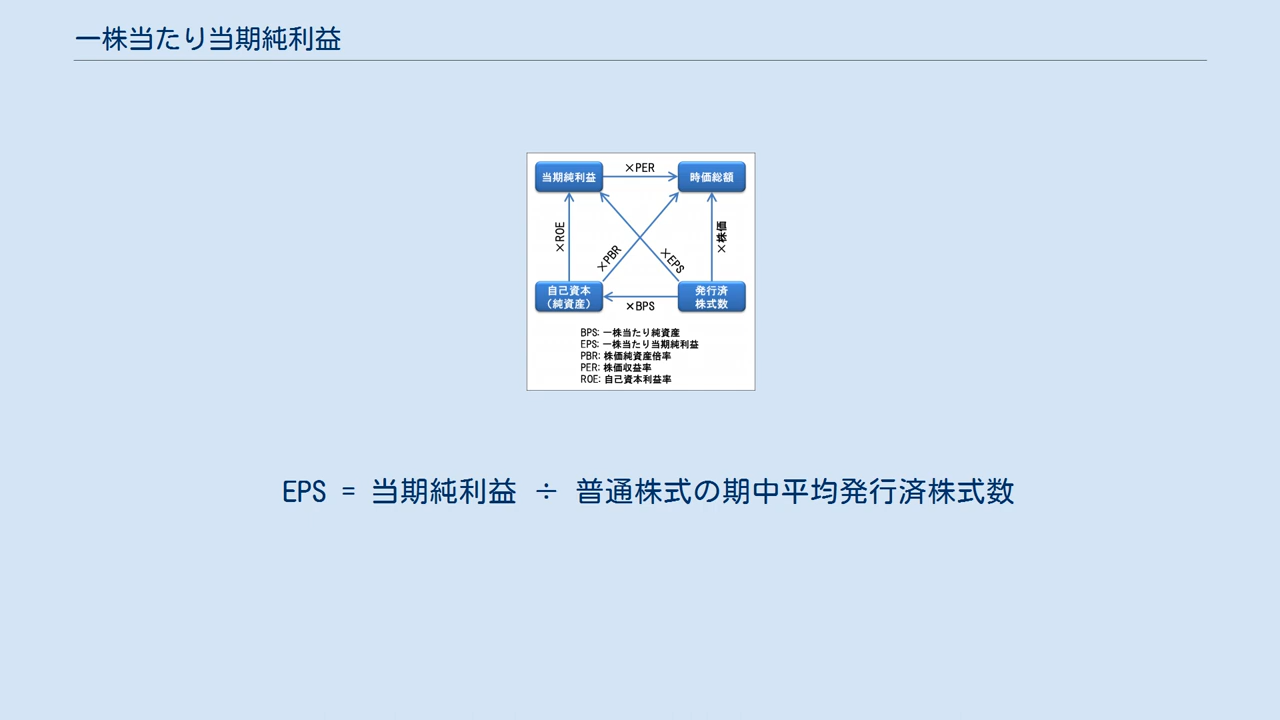 一株当たり当期純利益
当期純利益
×PER
時価総額
×ROE
×PBR
×EPS
×株価
自己資本
（純資産）
×BPS
発行済
株式数
BPS: 一株当たり純資産
EPS: 一株当たり当期純利益
PBR: 株価純資産倍率
PER: 株価収益率
ROE: 自己資本利益率
EPS = 当期純利益 ÷ 普通株式の期中平均発行済株式数